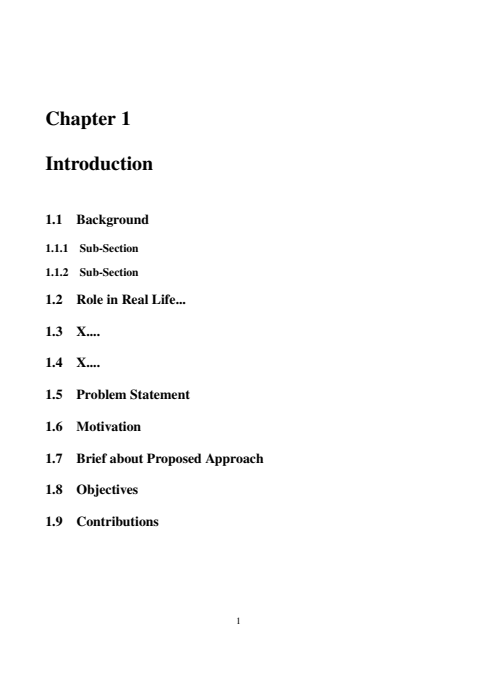 Chapter 1
Introduction
1.1 Background
1.1.1 Sub-Section
1.1.2 Sub-Section
1.2 Role in Real Life...
1.3 X....
1.4 X....
1.5 Problem Statement
1.6 Motivation
1.7 Brief about Proposed Approach
1.8 Objectives
1.9 Contributions
1